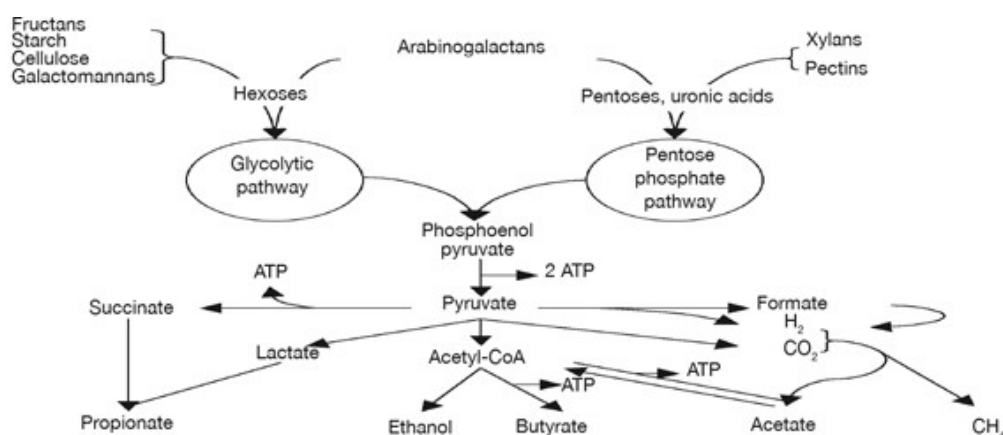 Fructans
Starch
Cellulose
Galactomannans
Arabinogalactans
Xylans
Pectins
Hexoses
Pentoses, uronic acids
Glycolytic
pathway
Pentose
phosphate
pathway
Phosphoenol
pyruvate
2 ATP
ATP
Succinate
Pyruvate
Formate
H2
CO2
Lactate
Acetyl-CoA
ATP
ATP
Propionate
Ethanol
Butyrate
Acetate
CH